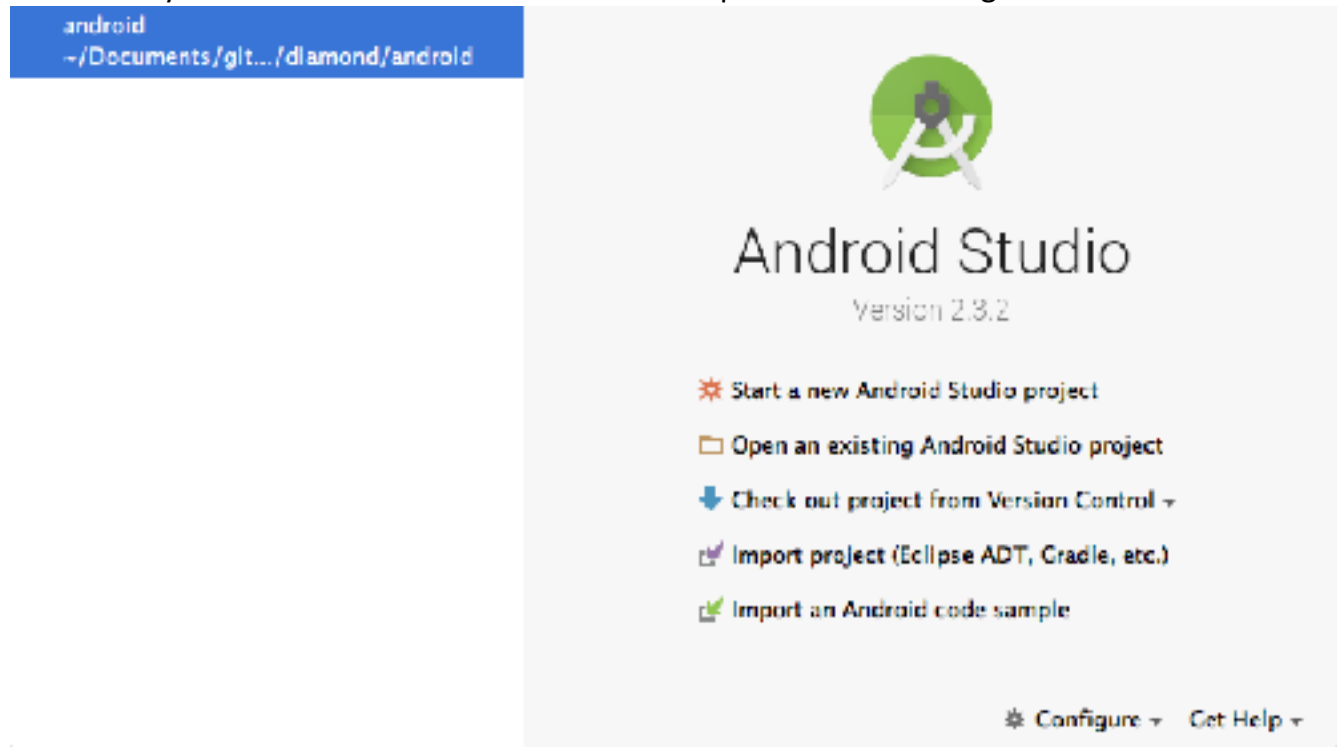 android
~/Documents/git.../diamond/android
Android Studio
Version 2.3.2
Start a new Android Studio project
Open an existing Android Studio project
Check out project from Version Control
Import project (Eclipse ADT, Gradle, etc.)
Import an Android code sample
Configure
Get Help